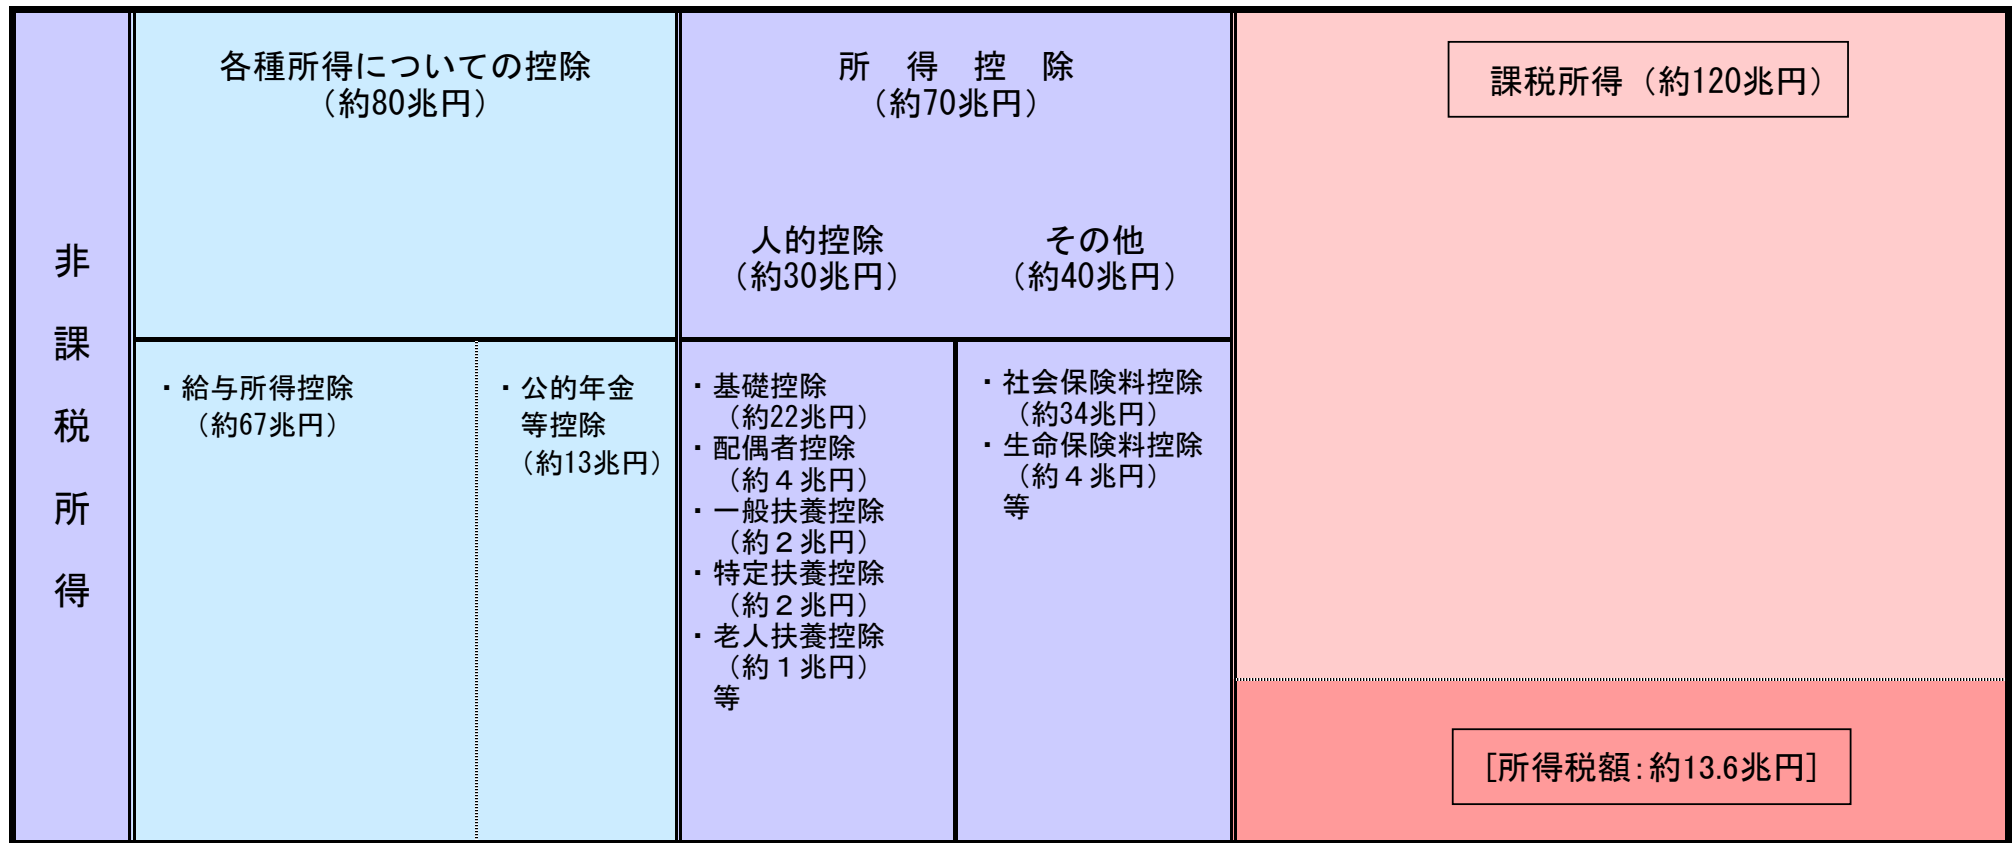 非課税所得
各種所得についての控除
（約80兆円）
・給与所得控除
（約67兆円）
・公的年金
等控除
（約13兆円）
所　得　控　除
（約70兆円）
人的控除
（約30兆円）
・基礎控除
（約22兆円）
・配偶者控除
（約４兆円）
・一般扶養控除
（約２兆円）
・特定扶養控除
（約２兆円）
・老人扶養控除
（約１兆円）
等
その他
（約40兆円）
・社会保険料控除
（約34兆円）
・生命保険料控除
（約４兆円）
等
課税所得（約120兆円）
[所得税額：約13.6兆円]